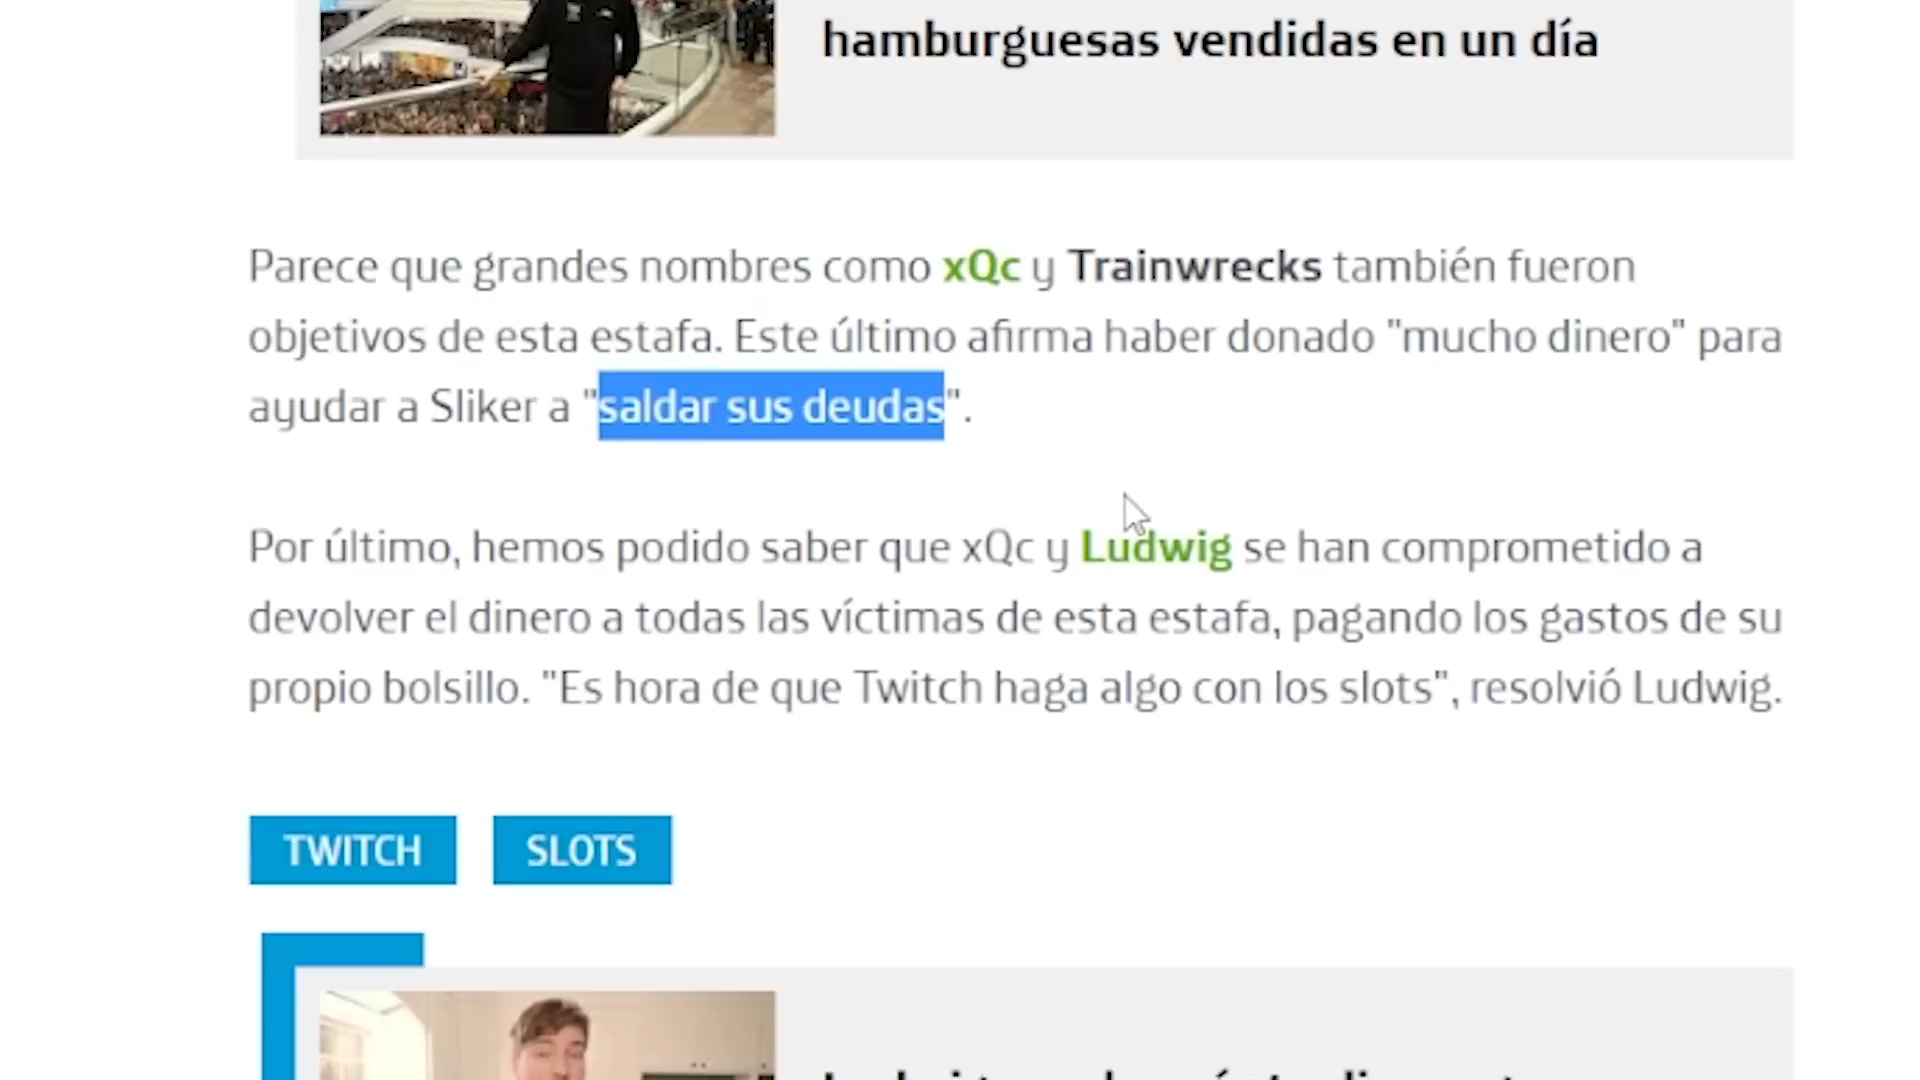 hamburguesas vendidas en un día
Parece que grandes nombres como xQc y Trainwrecks también fueron
objetivos de esta estafa. Este último afirma haber donado "mucho dinero" para
ayudar a Sliker a "saldar sus deudas".
Por último, hemos podido saber que xQc y Ludwig se han comprometido a
devolver el dinero a todas las víctimas de esta estafa, pagando los gastos de su
propio bolsillo. "Es hora de que Twitch haga algo con los slots", resolvió Ludwig.
TWITCH
SLOTS